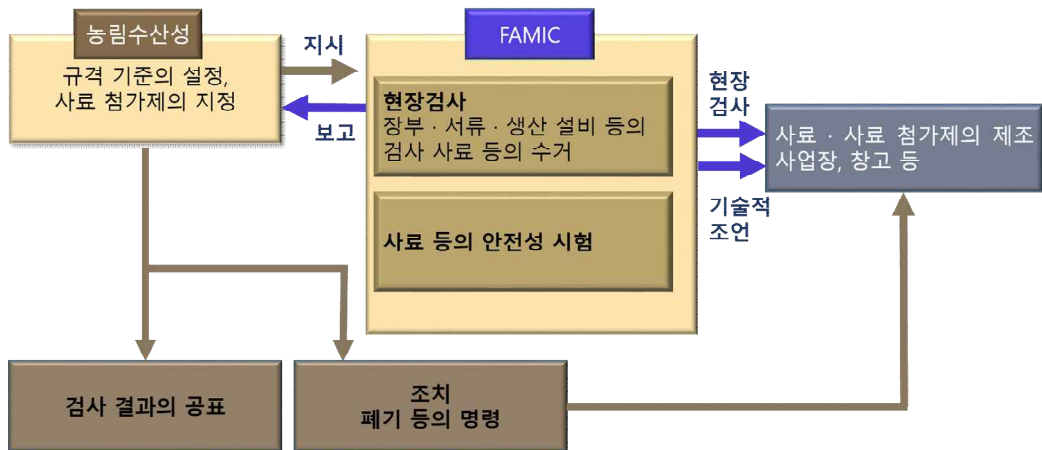 농림수산성
규격 기준의 설정,
사료 첨가제의 지정
지시
보고
FAMIC
현장검사
장부 · 서류 · 생산 설비 등의
검사 사료 등의 수거
사료 등의 안전성 시험
현장
검사
기술적
조언
사료 · 사료 첨가제의 제조
사업장, 창고 등
검사 결과의 공표
조치
폐기 등의 명령